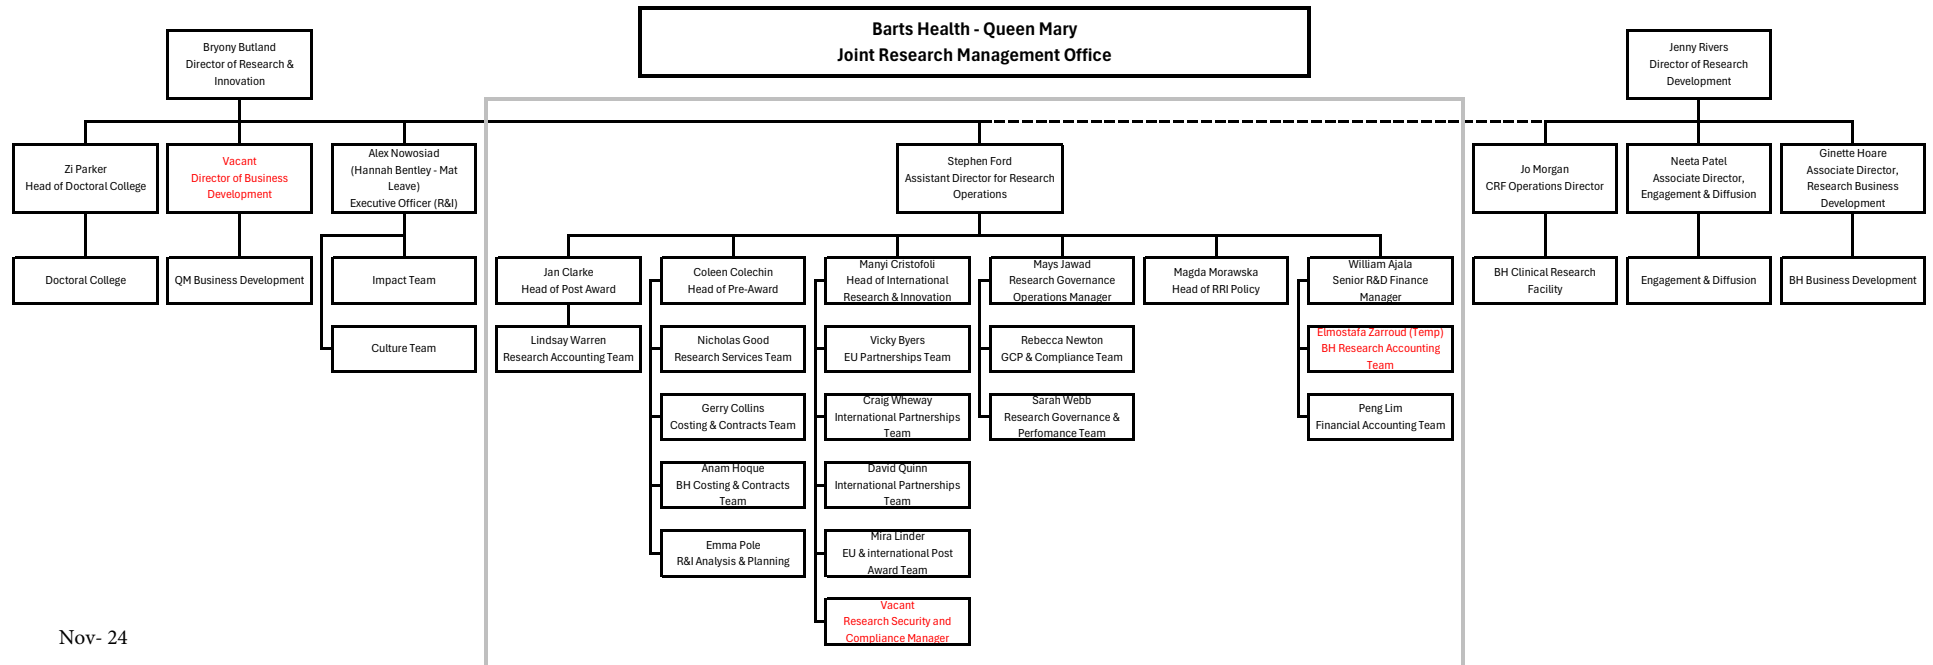 Barts Health - Queen Mary
Joint Research Management Office
Bryony Butland
Director of Research &
Innovation
Jenny Rivers
Director of Research
Development
Zi Parker
Head of Doctoral College
Vacant
Director of Business
Development
Alex Nowosiad
(Hannah Bentley - Mat
Leave)
Executive Officer (R&I)
Stephen Ford
Assistant Director for Research
Operations
Jo Morgan
CRF Operations Director
Neeta Patel
Associate Director,
Engagement & Diffusion
Ginette Hoare
Associate Director,
Research Business
Development
Doctoral College
QM Business Development
Impact Team
Culture Team
Jan Clarke
Head of Post Award
Lindsay Warren
Research Accounting Team
Coleen Colechin
Head of Pre-Award
Nicholas Good
Research Services Team
Gerry Collins
Costing & Contracts Team
Anam Hoque
BH Costing & Contracts
Team
Emma Pole
R&I Analysis & Planning
Manyi Cristofoli
Head of International
Research & Innovation
Vicky Byers
EU Partnerships Team
Craig Wheway
International Partnerships
Team
David Quinn
International Partnerships
Team
Mira Linder
EU & international Post
Award Team
Vacant
Research Security and
Compliance Manager
Mays Jawad
Research Governance
Operations Manager
Rebecca Newton
GCP & Compliance Team
Sarah Webb
Research Governance &
Perfomance Team
Magda Morawska
Head of RRI Policy
William Ajala
Senior R&D Finance
Manager
Elmostafa Zarroud (Temp)
BH Research Accounting
Team
Peng Lim
Financial Accounting Team
BH Clinical Research
Facility
Engagement & Diffusion
BH Business Development
Nov- 24